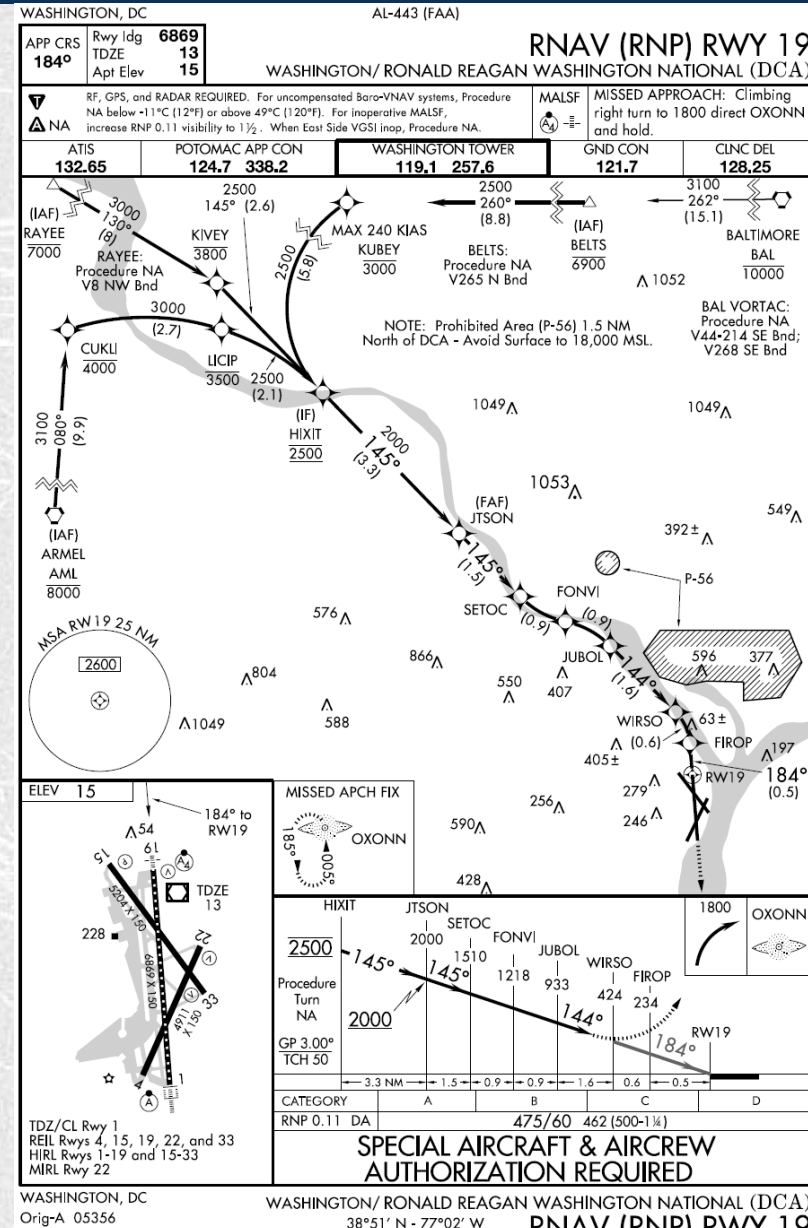 WASHINGTON, DC
AL-443 (FAA)
APP CRS
184°
Rwy ldg 6869
TDZE 13
Apt Elev 15
RNAV (RNP) RWY 19
WASHINGTON/ RONALD REAGAN WASHINGTON NATIONAL (DCA)
T
A NA
RF, GPS, and RADAR REQUIRED. For uncompensated Baro-VNAV systems, Procedure
NA below -11°C (12°F) or above 49°C (120°F). For inoperative MALSF,
increase RNP 0.11 visibility to 1½. When East Side VGSI inop, Procedure NA.
MALSF
A4
MISSED APPROACH: Climbing
right turn to 1800 direct OXONN
and hold.
ATIS
132.65
POTOMAC APP CON
124.7 338.2
WASHINGTON TOWER
119.1 257.6
GND CON
121.7
CLNC DEL
128.25
(IAF)
RAYEE
7000
3000
130°
(8)
RAYEE:
Procedure NA
V8 NW Bnd
2500
145° (2.6)
KIVEY
3800
2500
(5.8)
MAX 240 KIAS
KUBEY
3000
2500
260°
(8.8)
(IAF)
BELTS
6900
BELTS:
Procedure NA
V265 N Bnd
3100
262°
(15.1)
BALTIMORE
BAL
10000
1052
BAL VORTAC:
Procedure NA
V44-214 SE Bnd;
V268 SE Bnd
NOTE: Prohibited Area (P-56) 1.5 NM
North of DCA - Avoid Surface to 18,000 MSL.
CUKLI
4000
3000
(2.7)
LICIP
3500
2500
(2.1)
(IF)
HIXIT
2500
3100
080°
(9.9)
(IAF)
ARMEL
AML
8000
2000
145°
(3.3)
1049
1049
1053
549
392±
(FAF)
JTSON
145°
(1.5)
SETOC
(0.9)
FONVI
(0.9)
JUBOL
144°
(1.6)
P-56
596
377
WIRSO
(0.6)
63±
FIROP
197
RW19
184°
(0.5)
MSA RW19 25 NM
2600
576
866
804
588
1049
550
407
405±
279
246
256
590
428
ELEV 15
184° to
RW19
54
15
19
P
V
A4
V
TDZE
13
228
5204 X 150
6869 X 150
4911
X 150
22
V
V
33
4
1
A
TDZ/CL Rwy 1
REIL Rwys 4, 15, 19, 22, and 33
HIRL Rwys 1-19 and 15-33
MIRL Rwy 22
MISSED APCH FIX
OXONN
185°
005°
HIXIT
2500
Procedure
Turn
NA
GP 3.00°
TCH 50
145°
JTSON
2000
2000
145°
SETOC
1510
FONVI
1218
JUBOL
933
144°
WIRSO
424
FIROP
234
184°
RW19
1800
OXONN
3.3 NM 1.5 0.9 0.9 1.6 0.6 0.5
CATEGORY A B C D
RNP 0.11 DA 475/60 462 (500-1¼)
SPECIAL AIRCRAFT & AIRCREW
AUTHORIZATION REQUIRED
WASHINGTON, DC
Orig-A 05356
WASHINGTON/ RONALD REAGAN WASHINGTON NATIONAL (DCA)
38°51' N - 77°02' W
RNAV (RNP) RWY 19